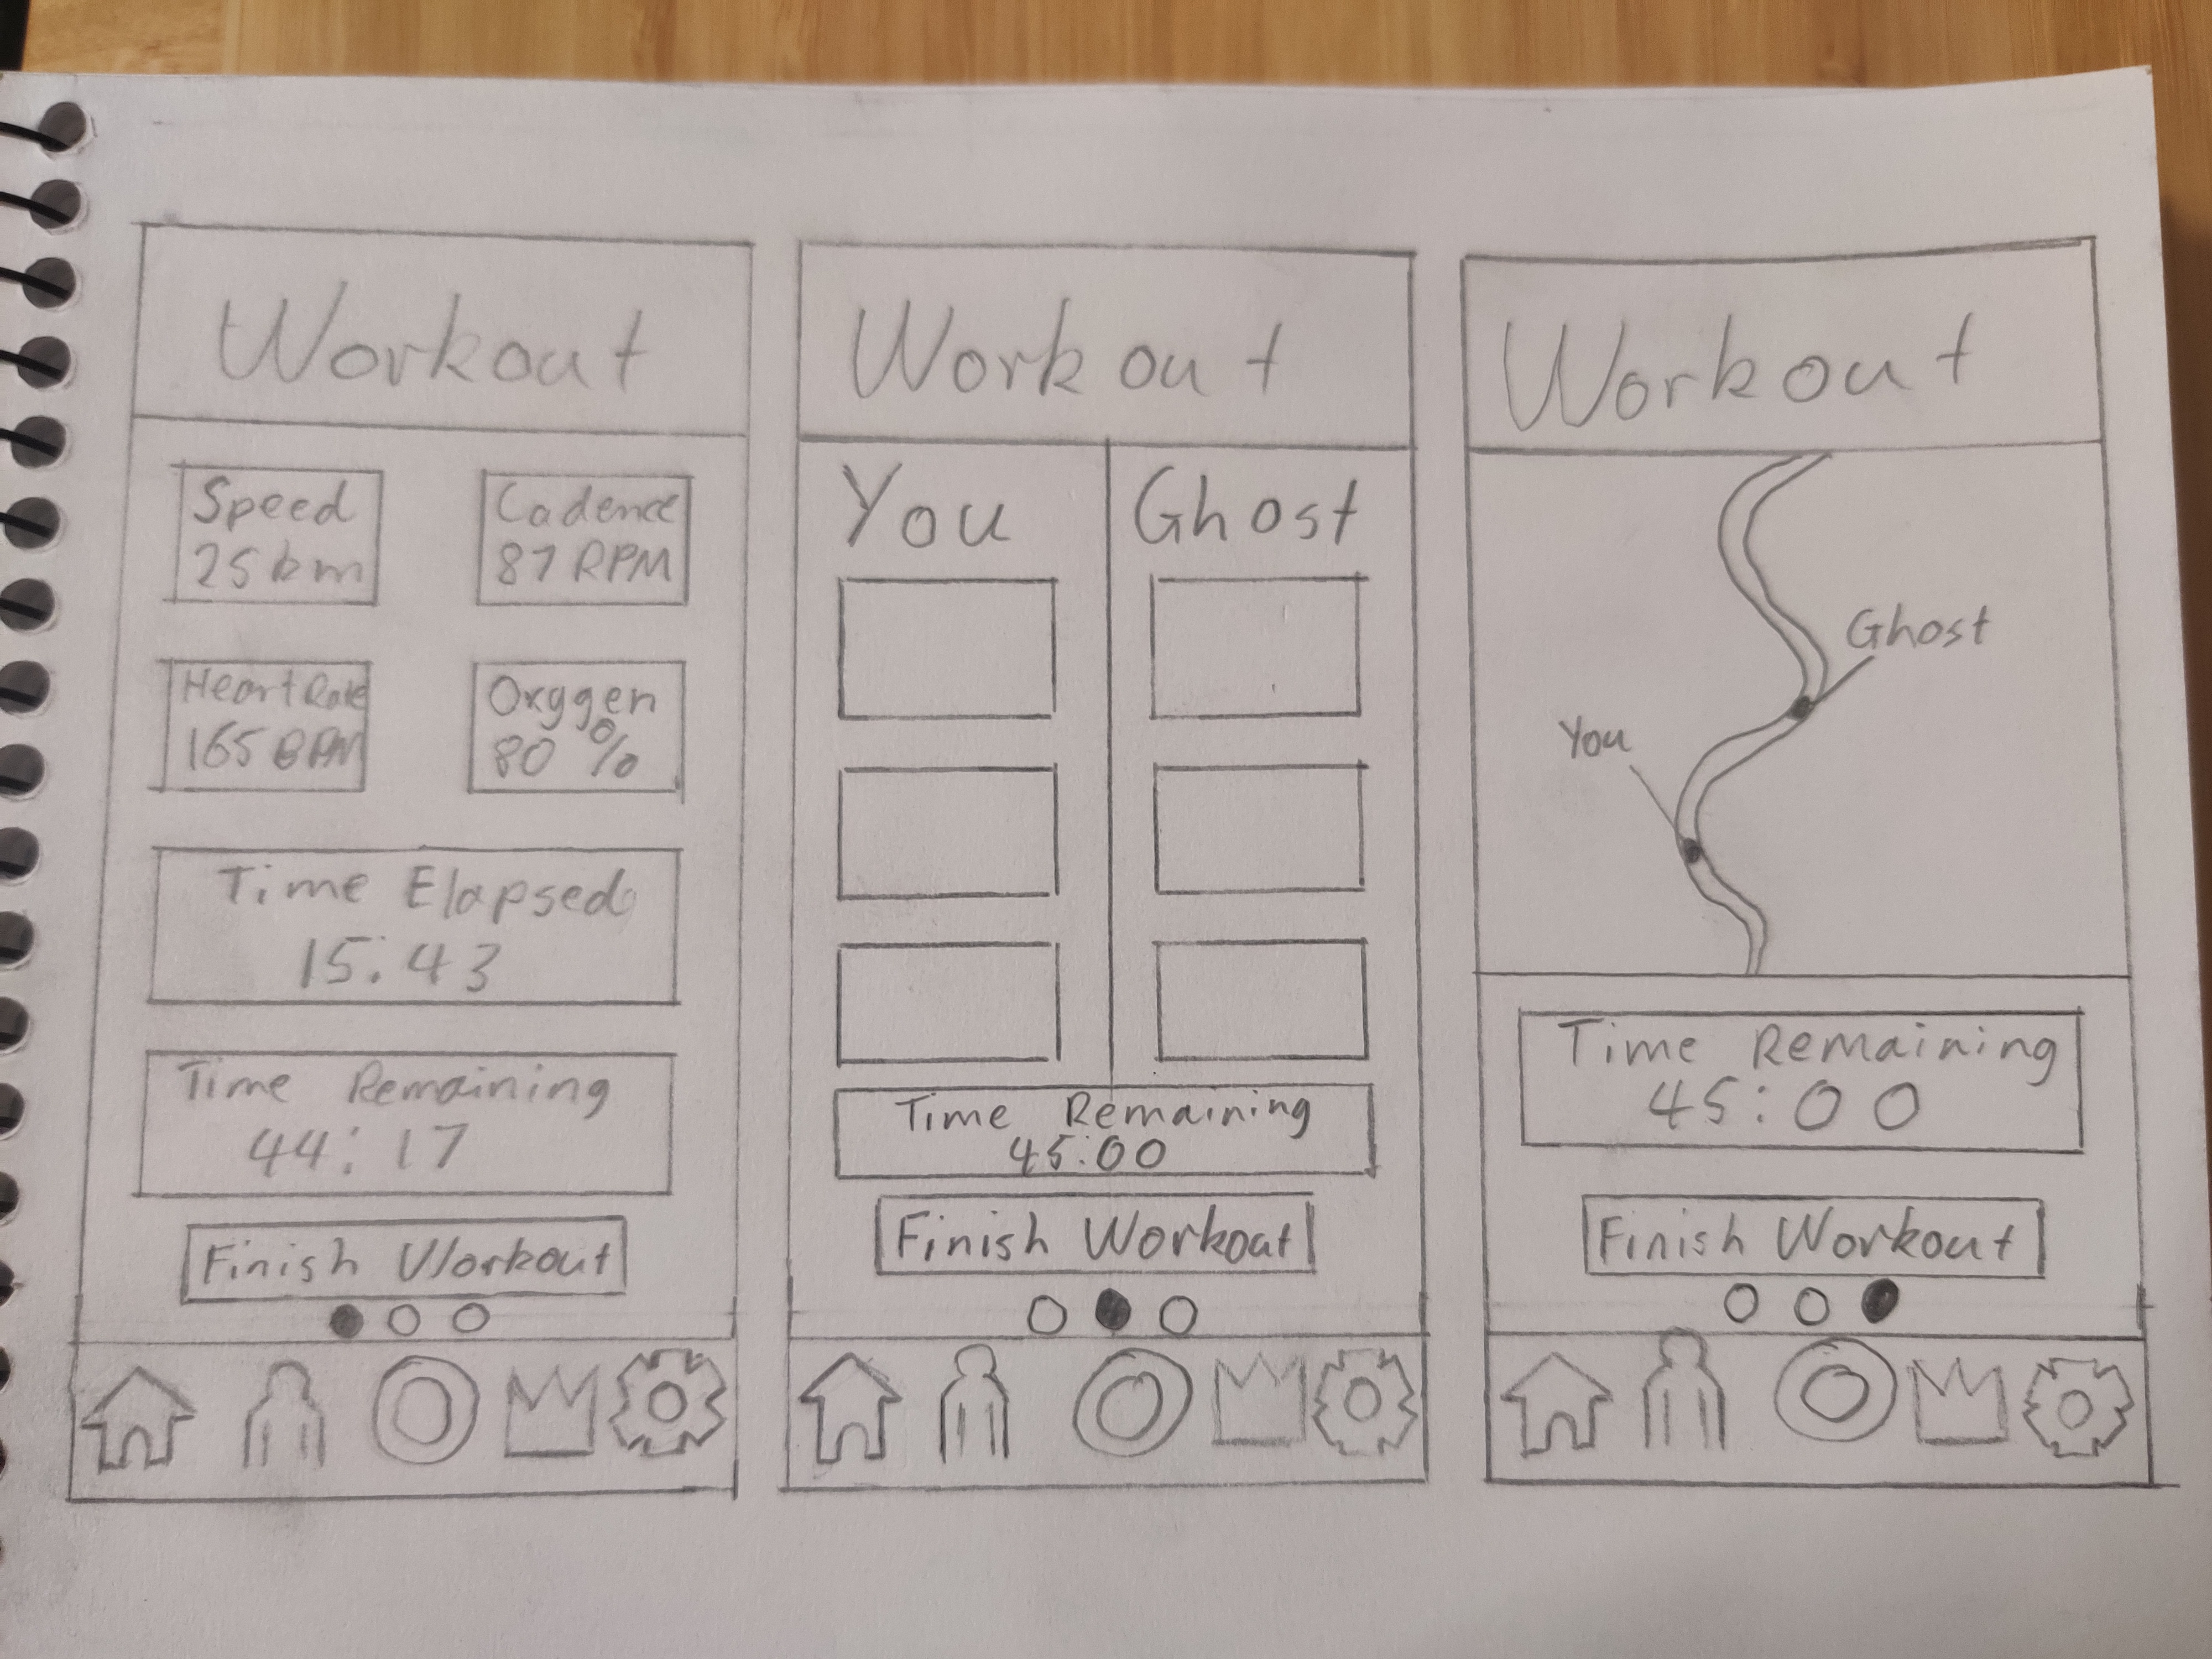 Workout
Speed
25 km
Cadence
87 RPM
Heart Rate
165 BPM
Oxygen
80 %
Time Elapsed
15:43
Time Remaining
44:17
Finish Workout
Workout
You
Ghost
Time Remaining
45:00
Finish Workout
Workout
Ghost
You
Time Remaining
45:00
Finish Workout